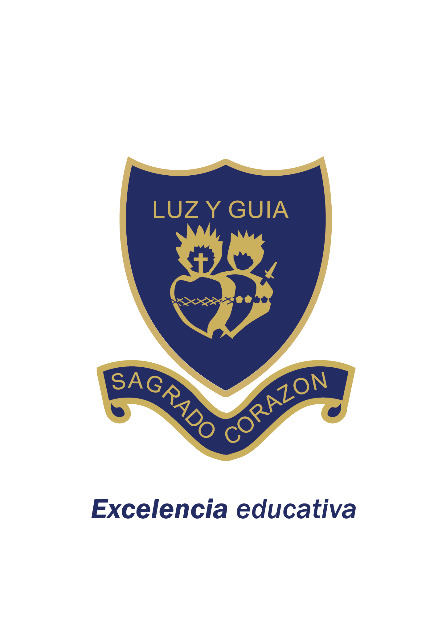 LUZ Y GUIA
SAGRADO CORAZON
Excelencia educativa